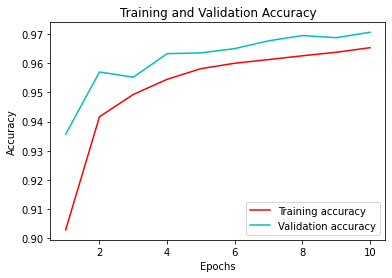 Training and Validation Accuracy
Accuracy
0.97
0.96
0.95
0.94
0.93
0.92
0.91
0.90
Training accuracy
Validation accuracy
2 4 6 8 10
Epochs